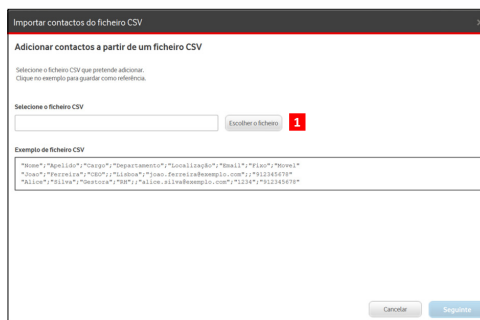 Importar contactos do ficheiro CSV
Adicionar contactos a partir de um ficheiro CSV
Selecione o ficheiro CSV que pretende adicionar.
Clique no exemplo para guardar como referência.
Selecione o ficheiro CSV
Escolher o ficheiro
1
Exemplo de ficheiro CSV
"Nome";"Apelido";"Cargo";"Departamento";"Localização";"Email";"Fixo";"Movel"
"Joao";"Ferreira";"CEO";;"Lisboa";"joao.ferreira@exemplo.com";;"912345678"
"Alice";"Silva";"Gestora";"RH";;"alice.silva@exemplo.com";"1234";"912345678"
Cancelar
Seguinte